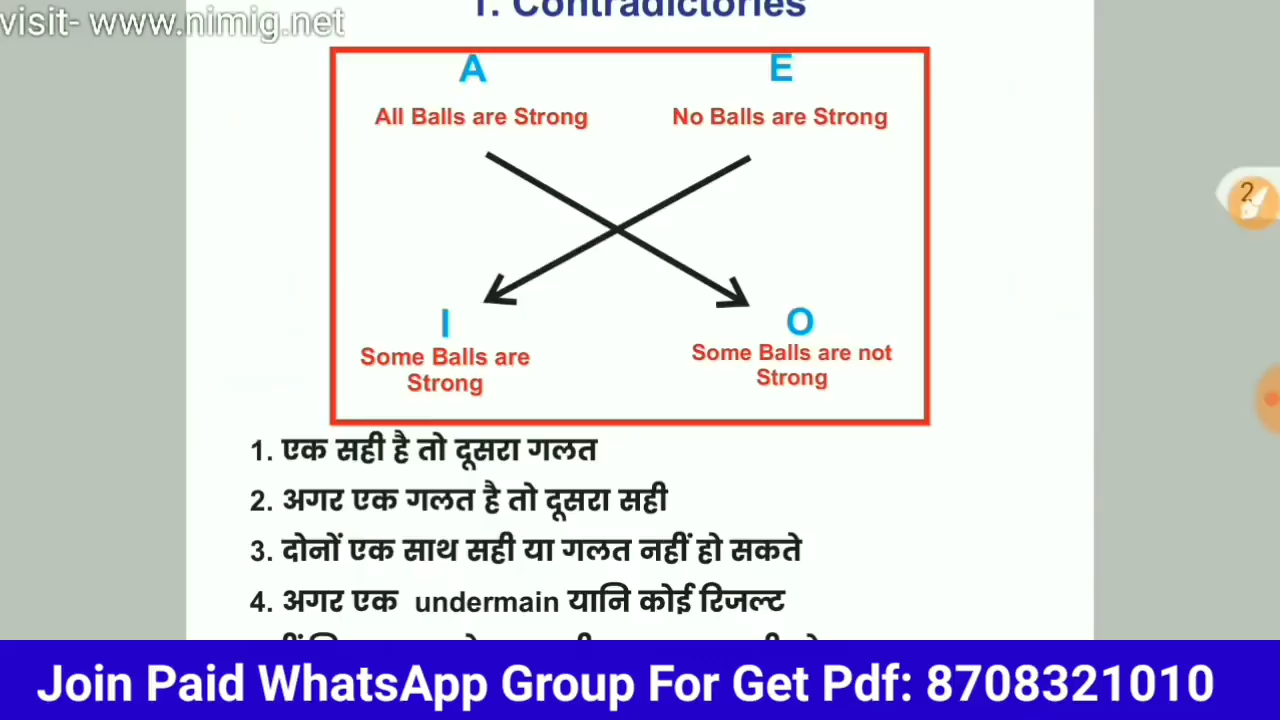 1. Contradictories
visit- www.nimig.net
A
E
All Balls are Strong
No Balls are Strong
2
I
O
Some Balls are
Strong
Some Balls are not
Strong
1. एक सही है तो दूसरा गलत
2. अगर एक गलत है तो दूसरा सही
3. दोनों एक साथ सही या गलत नहीं हो सकते
4. अगर एक undermain यानि कोई रिजल्ट
Join Paid WhatsApp Group For Get Pdf: 8708321010